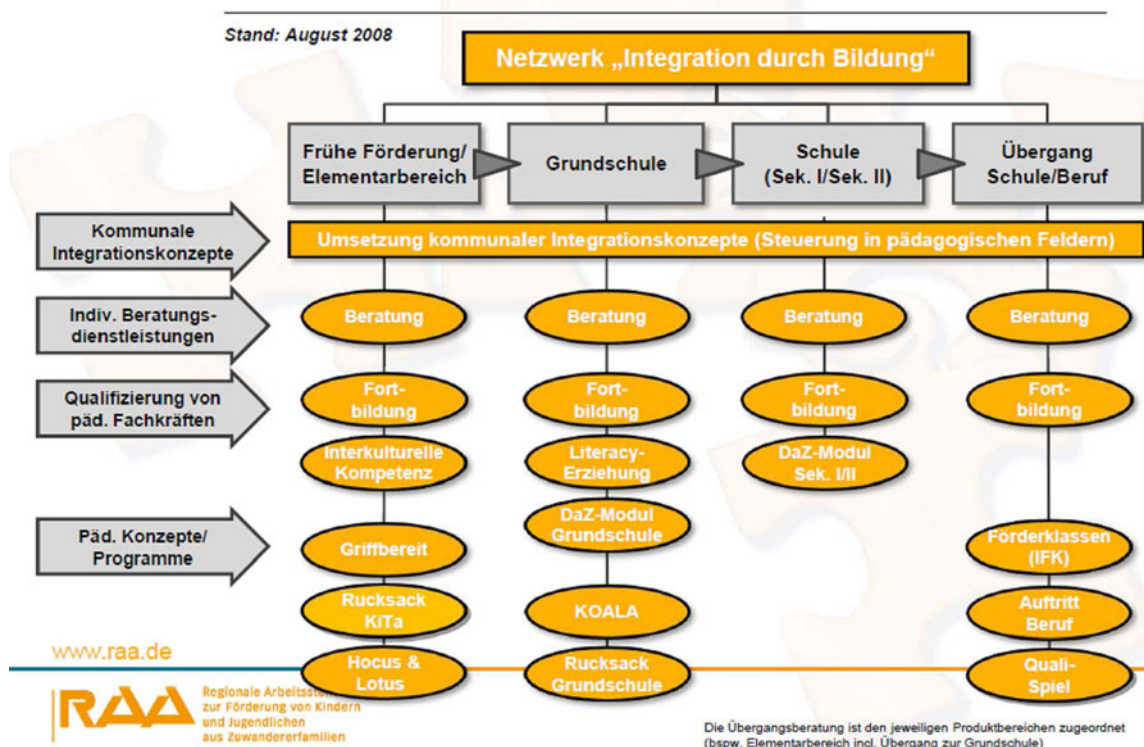 Stand: August 2008
Netzwerk „Integration durch Bildung“
Frühe Förderung/
Elementarbereich
Grundschule
Schule
(Sek. I/Sek. II)
Übergang
Schule/Beruf
Kommunale
Integrationskonzepte
Umsetzung kommunaler Integrationskonzepte (Steuerung in pädagogischen Feldern)
Indiv. Beratungs-
dienstleistungen
Beratung
Beratung
Beratung
Beratung
Qualifizierung von
päd. Fachkräften
Fort-
bildung
Fort-
bildung
Fort-
bildung
Fort-
bildung
Interkulturelle
Kompetenz
Literacy-
Erziehung
DaZ-Modul
Sek. I/II
DaZ-Modul
Grundschule
Päd. Konzepte/
Programme
Griffbereit
Förderklassen
(IFK)
Rucksack
KiTa
KOALA
Auftritt
Beruf
Hocus &
Lotus
Rucksack
Grundschule
Quali-
Spiel
www.raa.de
RAA
Regionale
zur Förderung von Kindern
und Jugendlichen
aus Zuwandererfamilien
Die Übergangsberatung ist den jeweiligen Produktbereichen zugeordnet
(bspw. Elementarbereich incl. Übergang zur Grundschule)